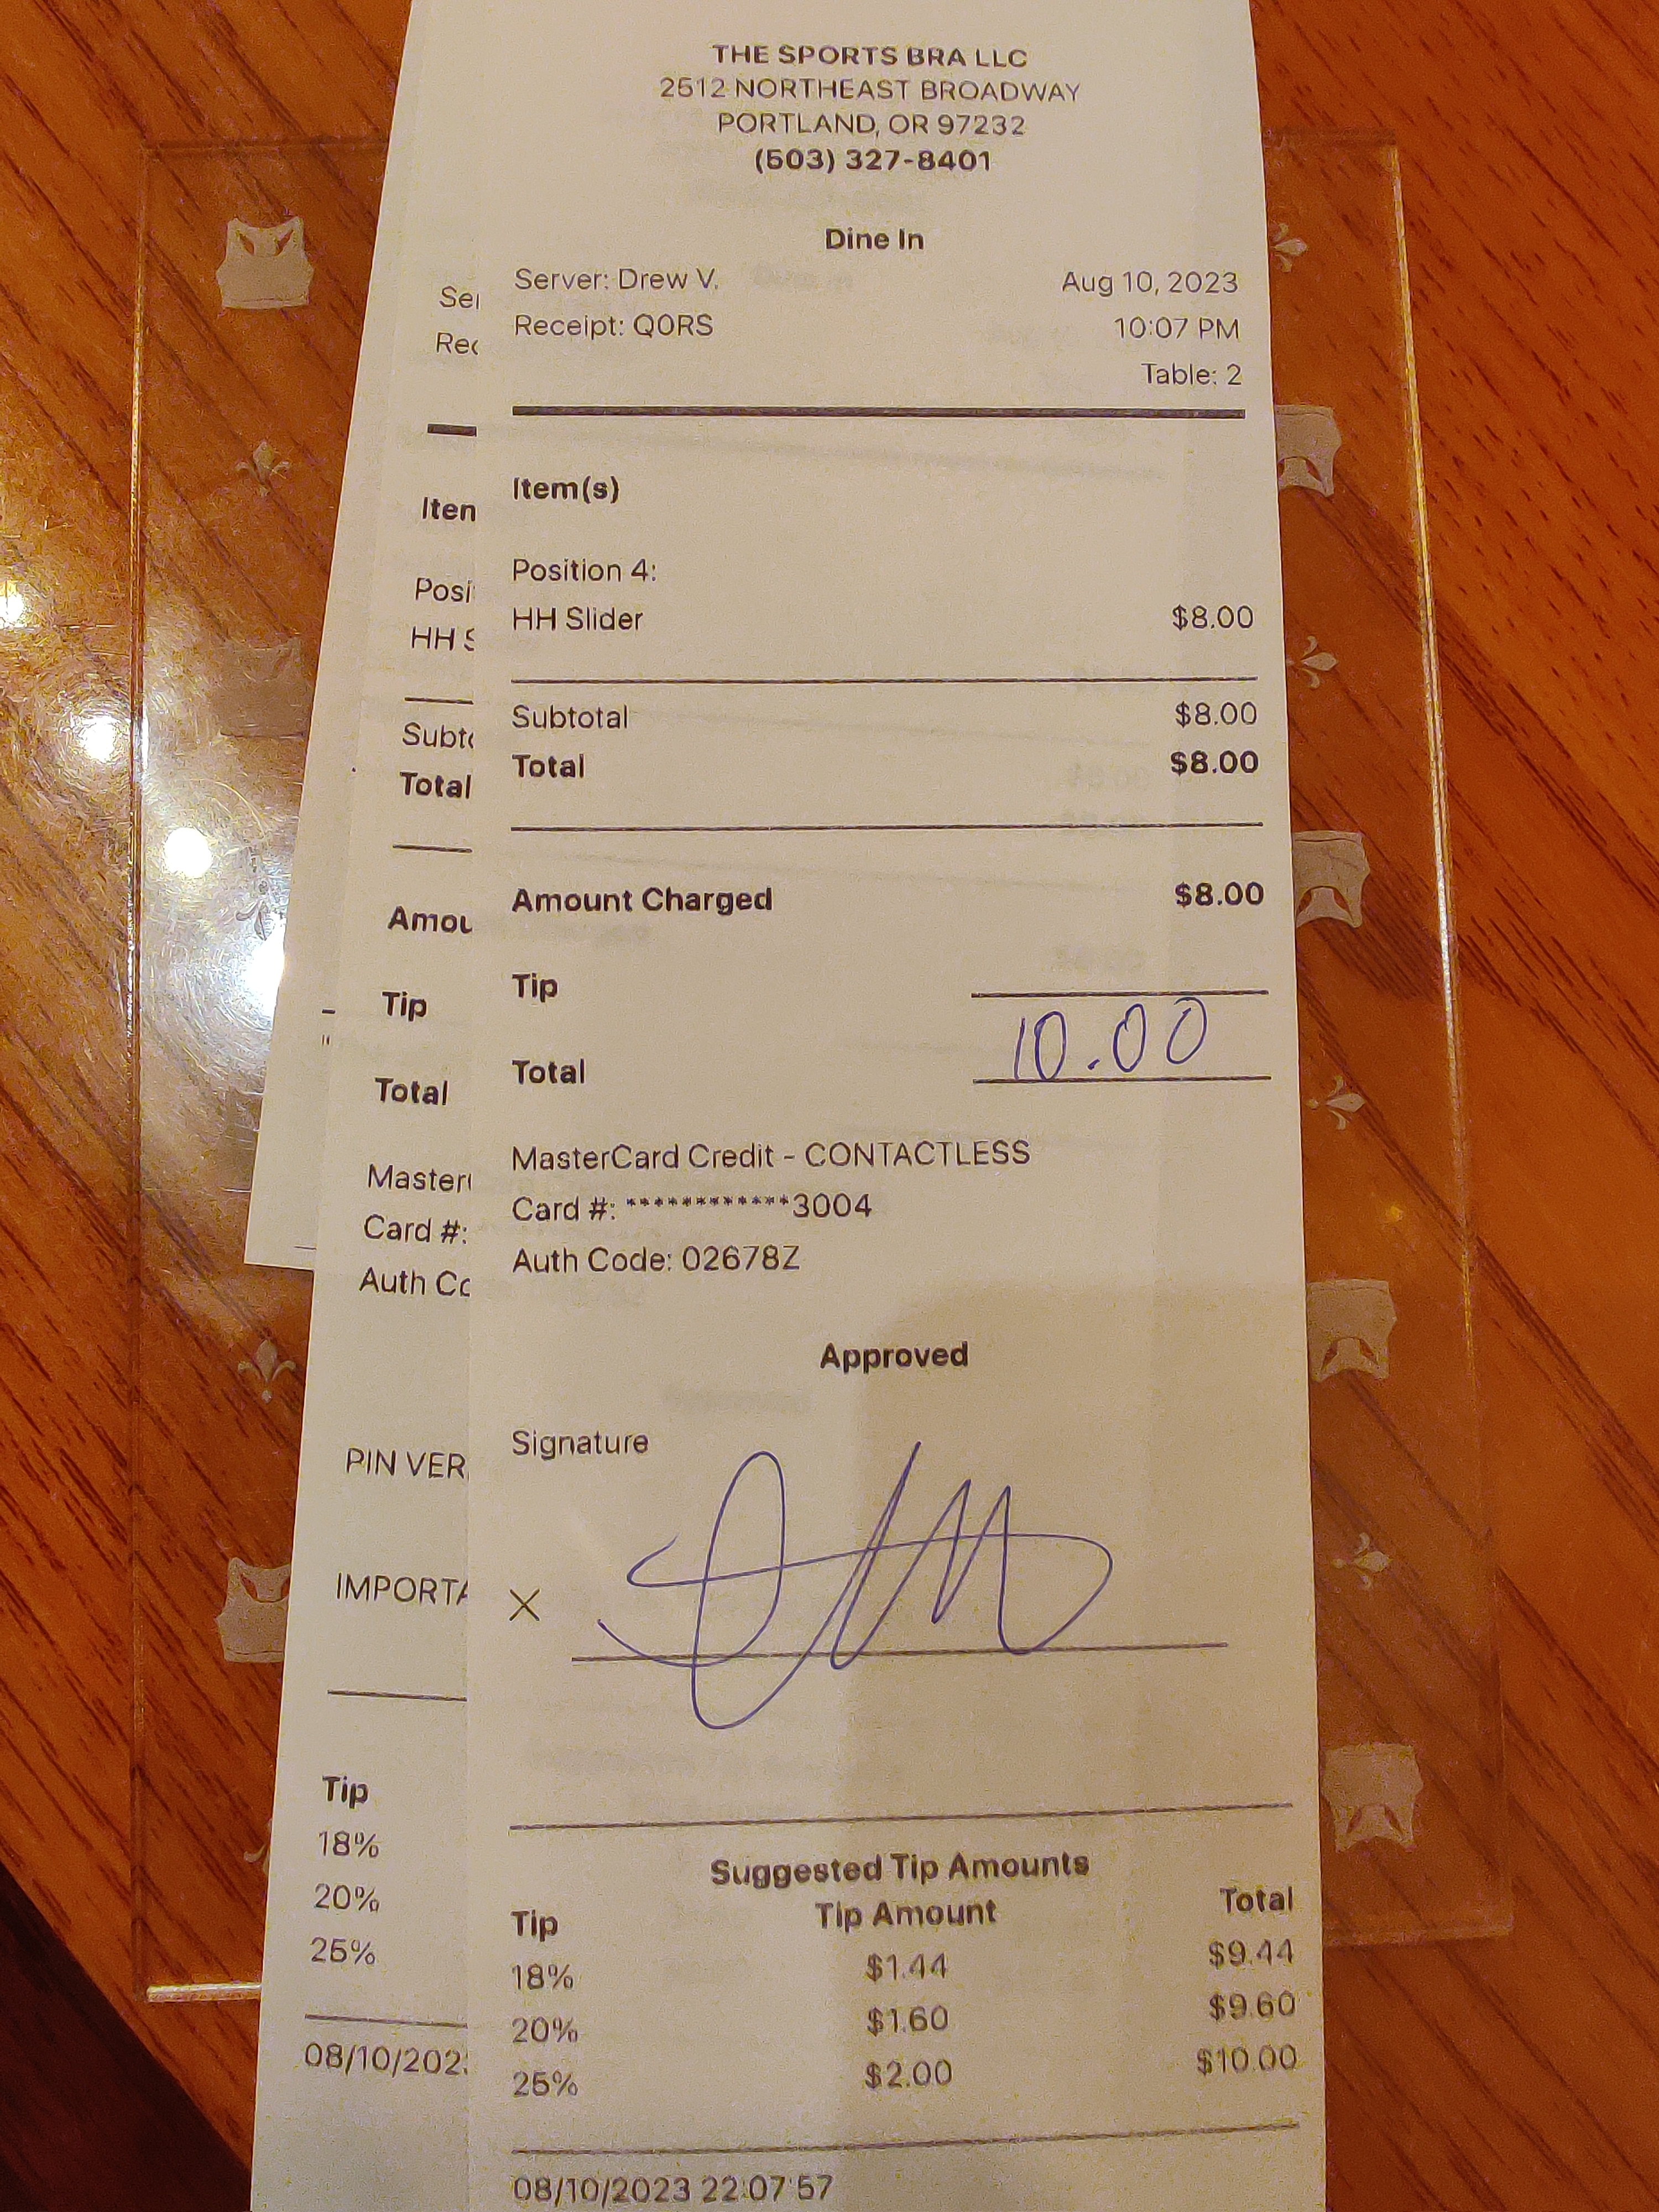 THE SPORTS BRA LLC
2512 NORTHEAST BROADWAY
PORTLAND, OR 97232
(503) 327-8401
Dine In
Server: Drew V. Aug 10, 2023
Receipt: Q0RS 10:07 PM
Table: 2
Item(s)
Position 4:
HH Slider $8.00
Subtotal $8.00
Total $8.00
Amount Charged $8.00
Tip
Total 10.00
MasterCard Credit - CONTACTLESS
Card #: ************3004
Auth Code: 02678Z
Approved
Signature
X
Suggested Tip Amounts
Tip Tip Amount Total
18% $1.44 $9.44
20% $1.60 $9.60
25% $2.00 $10.00
08/10/2023 22:07:57
Ser
Rec
Iten
Posi
HH S
Subto
Total
Amou
Tip
Total
Master
Card #:
Auth Co
PIN VER
IMPORTA
Tip
18%
20%
25%
08/10/202